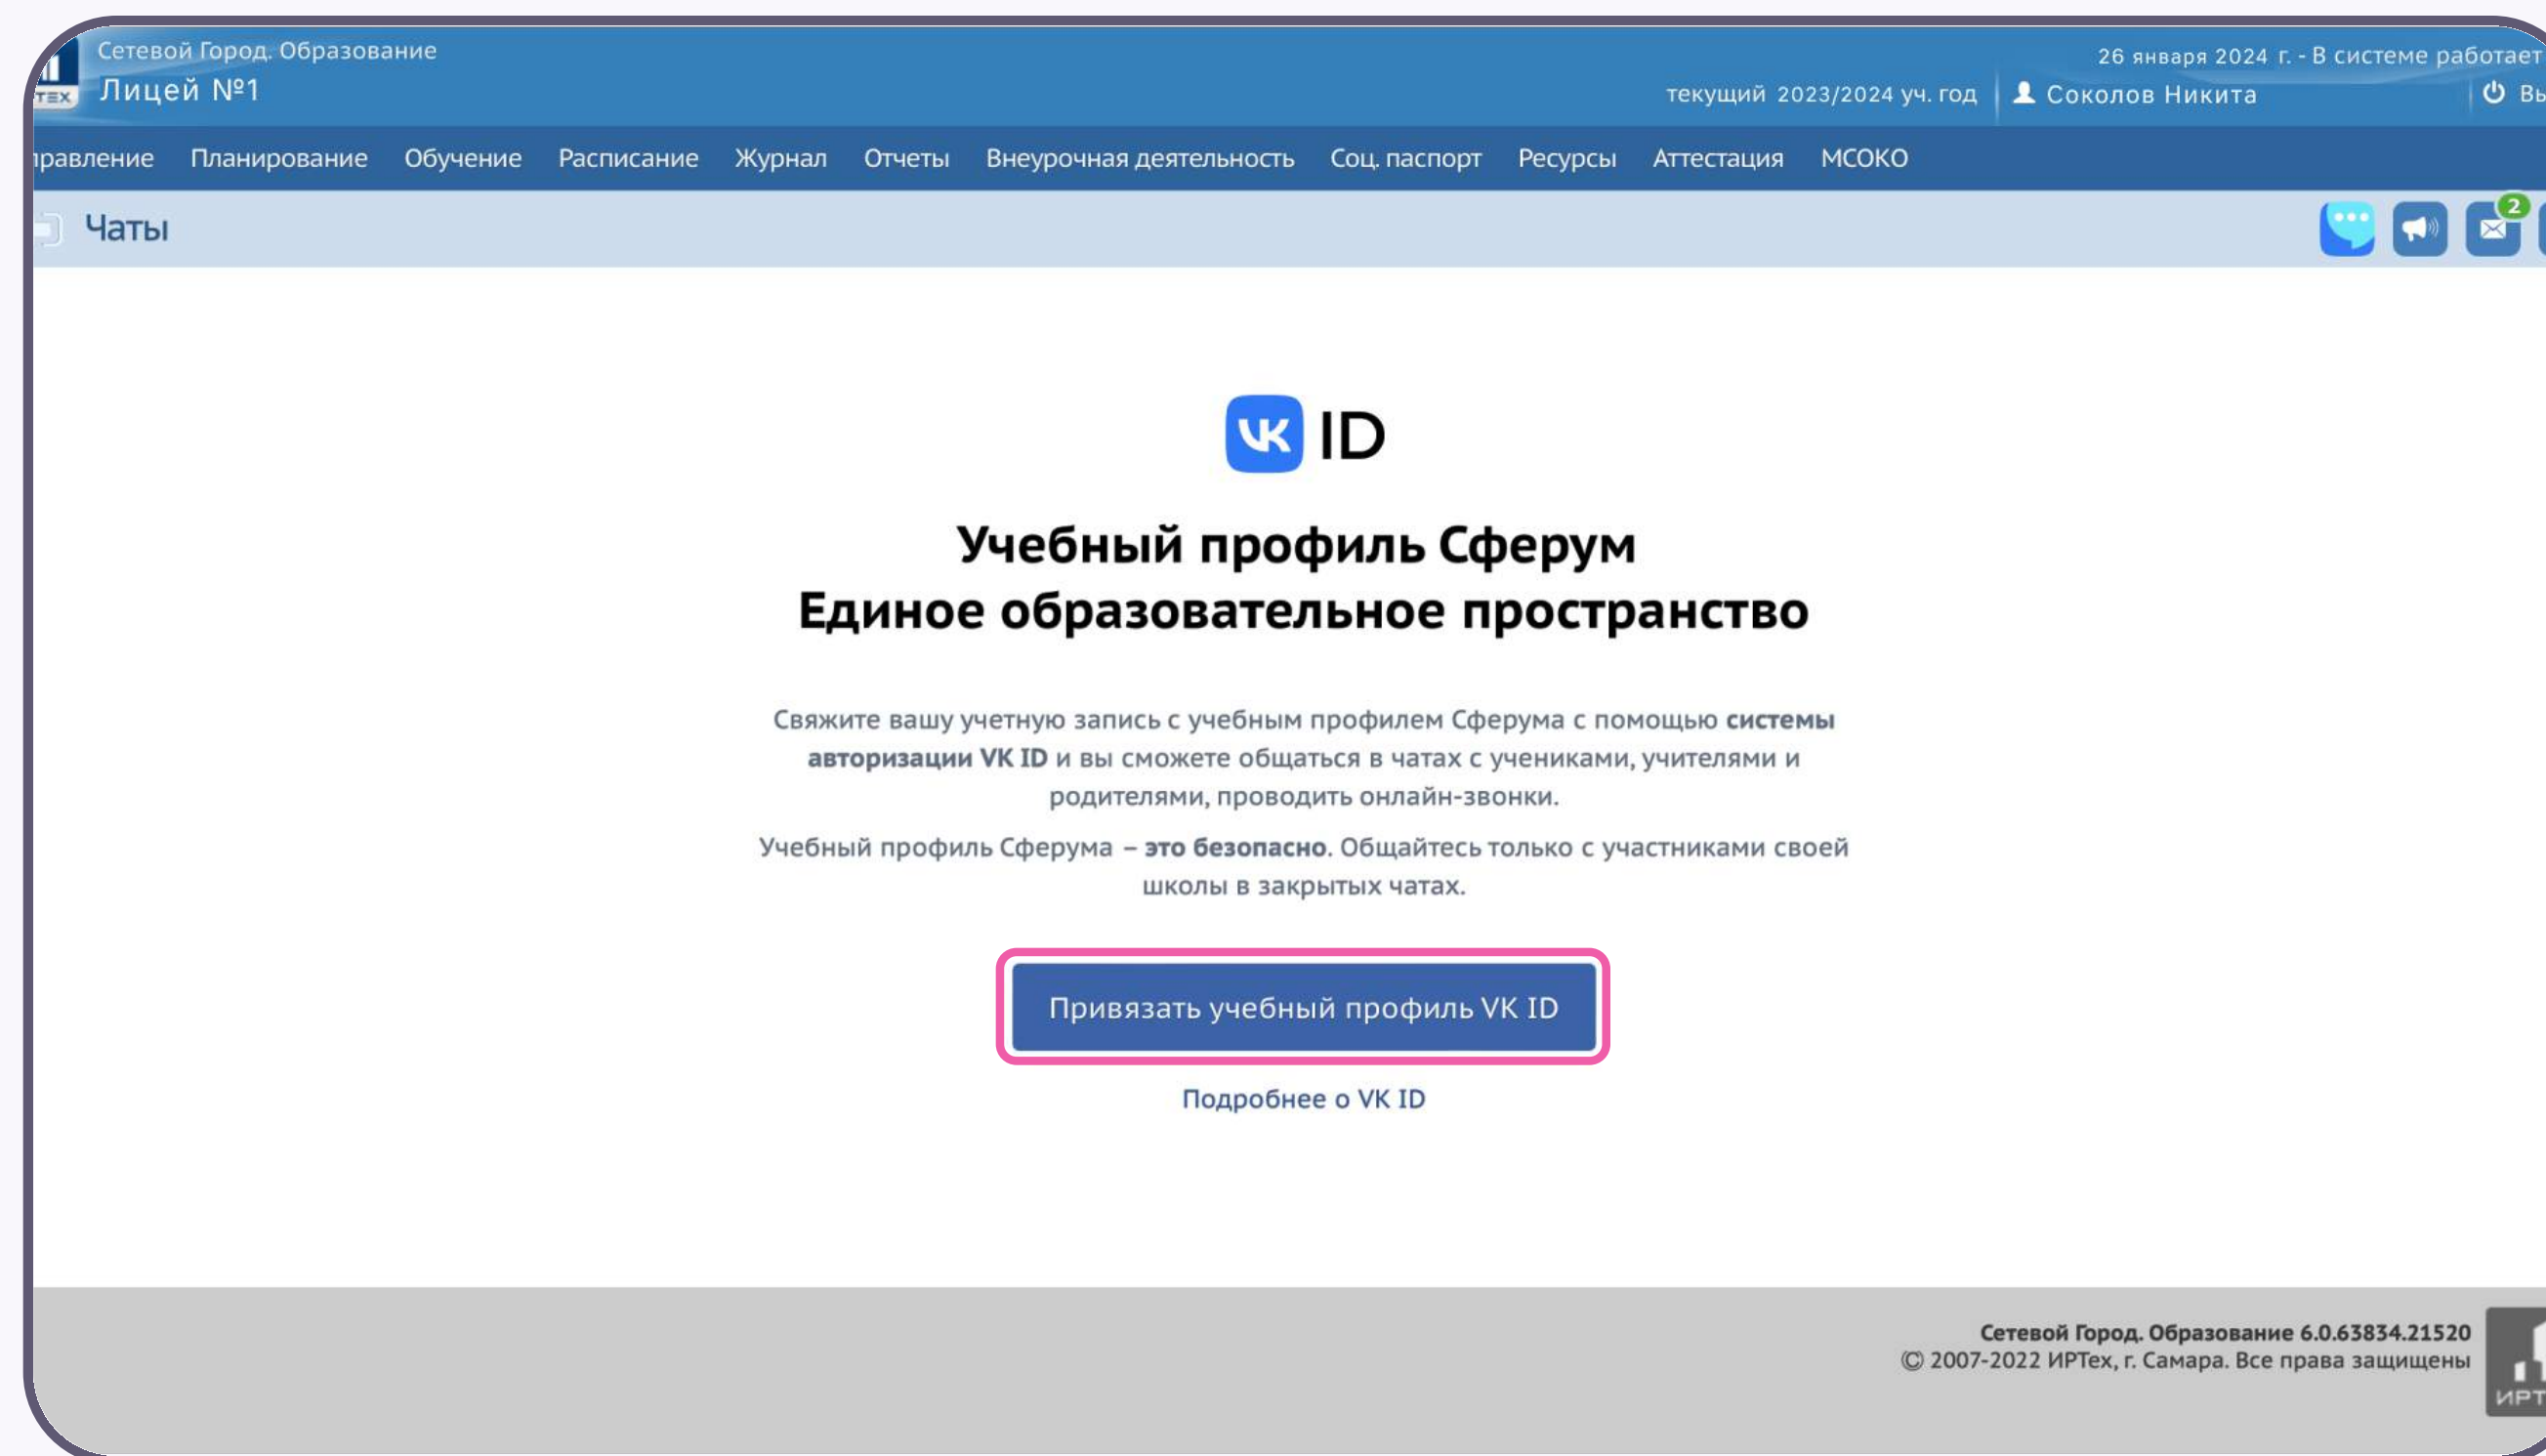 Сетевой Город. Образование
Лицей №1
26 января 2024 г. - В системе работает
текущий 2023/2024 уч. год Соколов Никита
Планирование Обучение Расписание Журнал Отчеты Внеурочная деятельность Соц. паспорт Ресурсы Аттестация МСОКО
Чаты 2
VK ID
Учебный профиль Сферум
Единое образовательное пространство
Свяжите вашу учетную запись с учебным профилем Сферума с помощью системы
авторизации VK ID и вы сможете общаться в чатах с учениками, учителями и
родителями, проводить онлайн-звонки.
Учебный профиль Сферума – это безопасно. Общайтесь только с участниками своей
школы в закрытых чатах.
Привязать учебный профиль VK ID
Подробнее о VK ID
Сетевой Город. Образование 6.0.63834.21520
© 2007-2022 ИРТех, г. Самара. Все права защищены